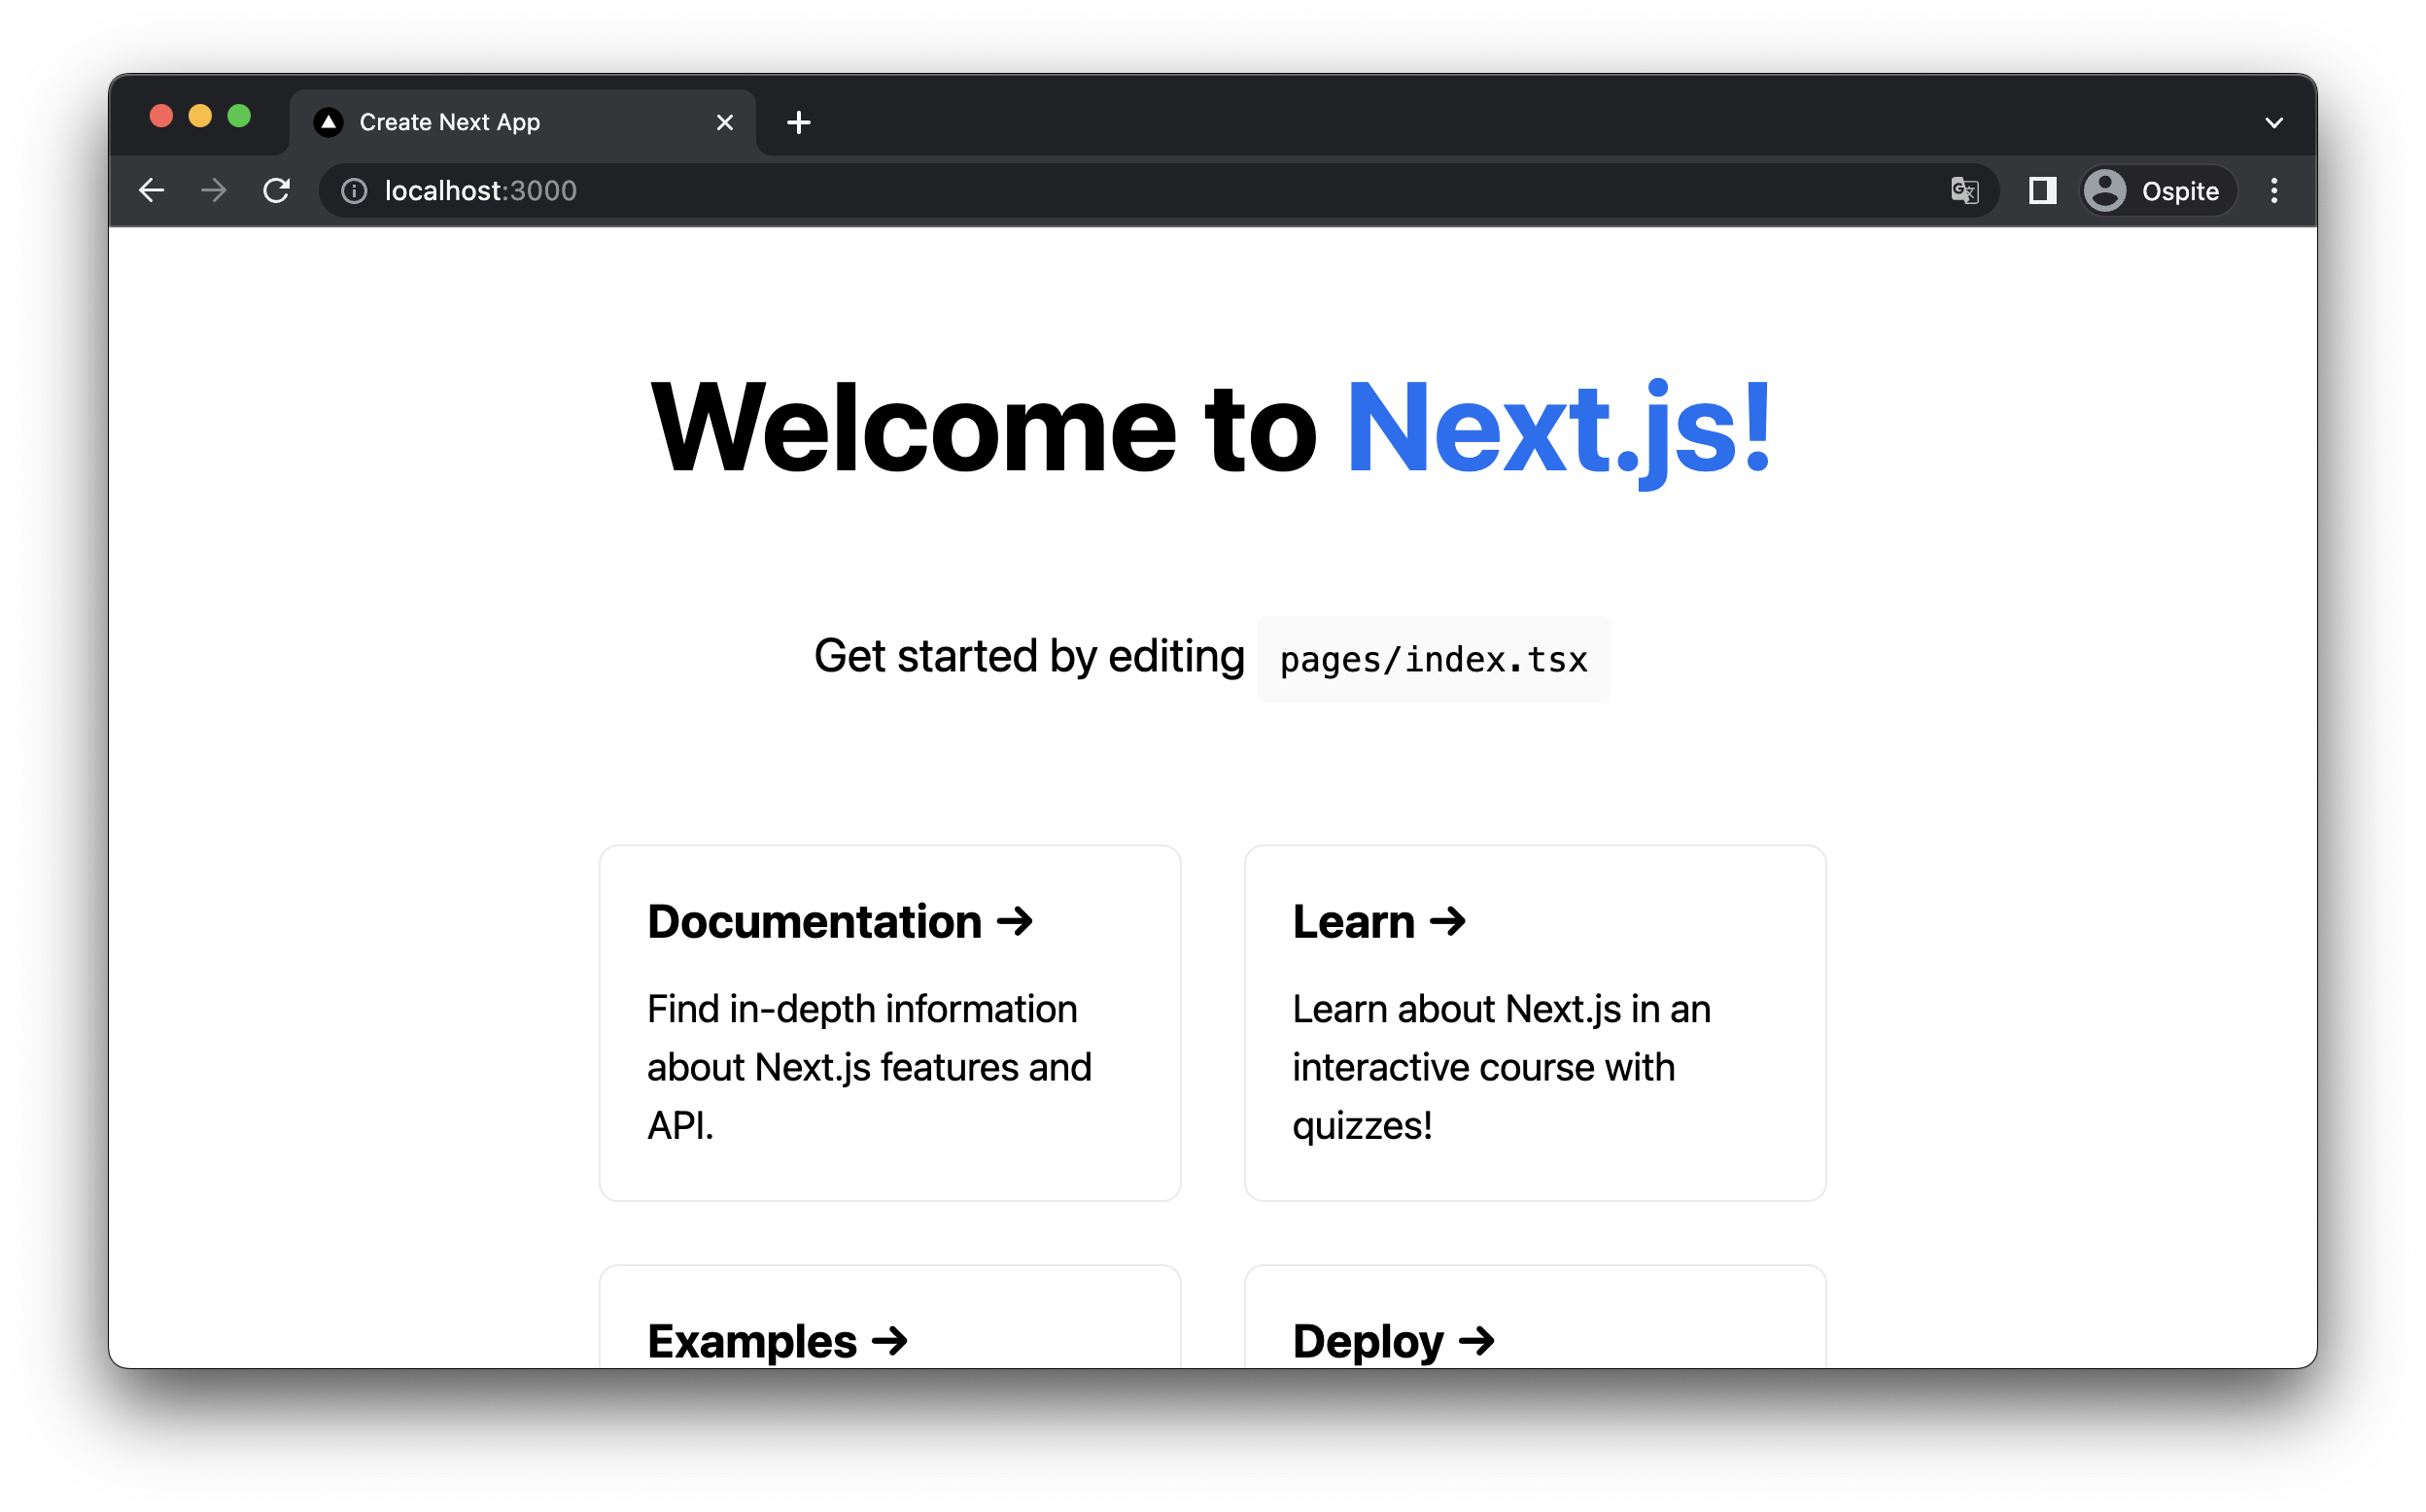 Create Next App
localhost:3000
Ospite
Welcome to Next.js!
Get started by editing pages/index.tsx
Documentation →
Find in-depth information
about Next.js features and
API.
Learn →
Learn about Next.js in an
interactive course with
quizzes!
Examples →
Deploy →